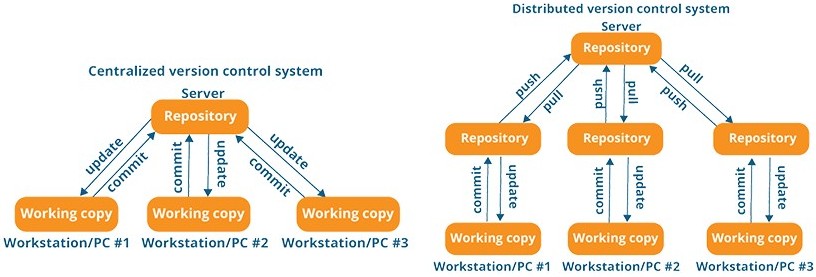 Centralized version control system
Server
Repository
update
commit
commit
update
update
commit
Working copy
Working copy
Working copy
Workstation/PC #1
Workstation/PC #2
Workstation/PC #3
Distributed version control system
Server
Repository
push
pull
push
pull
pull
push
Repository
Repository
Repository
commit
update
commit
update
commit
update
Working copy
Working copy
Working copy
Workstation/PC #1
Workstation/PC #2
Workstation/PC #3